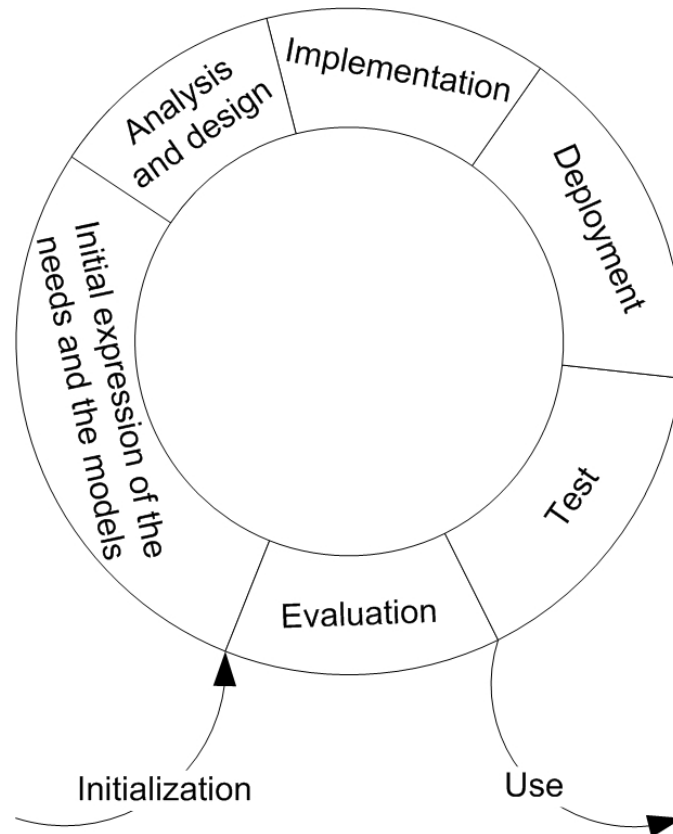 Implementation
Analysis
and design
Deployment
Initial expression of the
needs and the models
Test
Evaluation
Initialization
Use